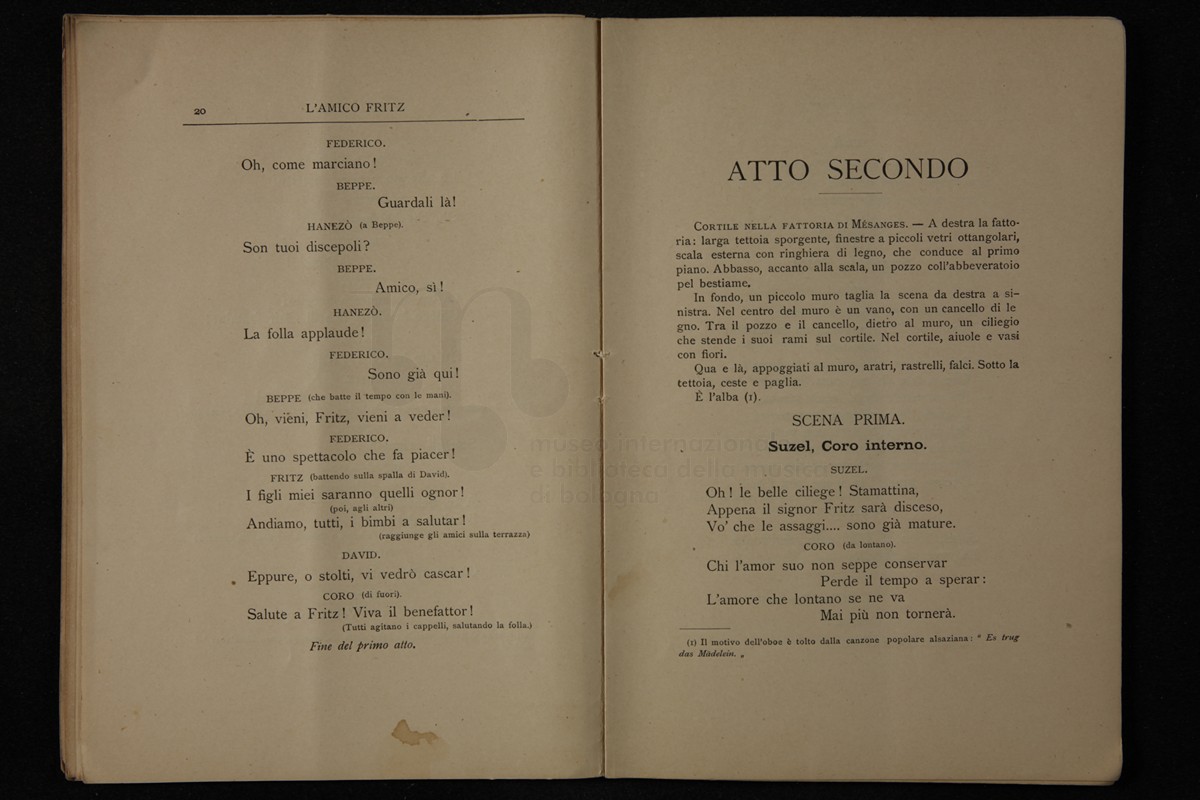 20
L'AMICO FRITZ
FEDERICO.
Oh, come marciano!
BEPPE.
Guardali là!
HANEZÒ (a Beppe).
Son tuoi discepoli?
BEPPE.
Amico, sì!
HANEZÒ.
La folla applaude!
FEDERICO.
Sono già qui!
BEPPE (che batte il tempo con le mani).
Oh, vieni, Fritz, vieni a veder!
FEDERICO.
È uno spettacolo che fa piacer!
FRITZ (battendo sulla spalla di David).
I figli miei saranno quelli ognor!
(poi, agli altri)
Andiamo, tutti, i bimbi a salutar!
(raggiunge gli amici sulla terrazza)
DAVID.
Eppure, o stolti, vi vedrò cascar!
CORO (di fuori).
Salute a Fritz! Viva il benefattor!
(Tutti agitano i cappelli, salutando la folla.)
Fine del primo atto.
ATTO SECONDO
CORTILE NELLA FATTORIA DI MÉSANGES. — A destra la fatto-
ria: larga tettoia sporgente, finestre a piccoli vetri ottangolari,
scala esterna con ringhiera di legno, che conduce al primo
piano. Abbasso, accanto alla scala, un pozzo coll'abbeveratoio
pel bestiame.
In fondo, un piccolo muro taglia la scena da destra a si-
nistra. Nel centro del muro è un vano, con un cancello di le
gno. Tra il pozzo e il cancello, dietro al muro, un ciliegio
che stende i suoi rami sul cortile. Nel cortile, aiuole e vasi
con fiori.
Qua e là, appoggiati al muro, aratri, rastrelli, falci. Sotto la
tettoia, ceste e paglia.
È l'alba (1).
SCENA PRIMA.
Suzel, Coro interno.
SUZEL.
Oh! le belle ciliege! Stamattina,
Appena il signor Fritz sarà disceso,
Vo' che le assaggi.... sono già mature.
CORO (da lontano).
Chi l'amor suo non seppe conservar
Perde il tempo a sperar:
L'amore che lontano se ne va
Mai più non tornerà.
(1) Il motivo dell'oboe è tolto dalla canzone popolare alsaziana: " Es trug
das Mädelein. „
museo internazionale
e biblioteca della musica
di bologna